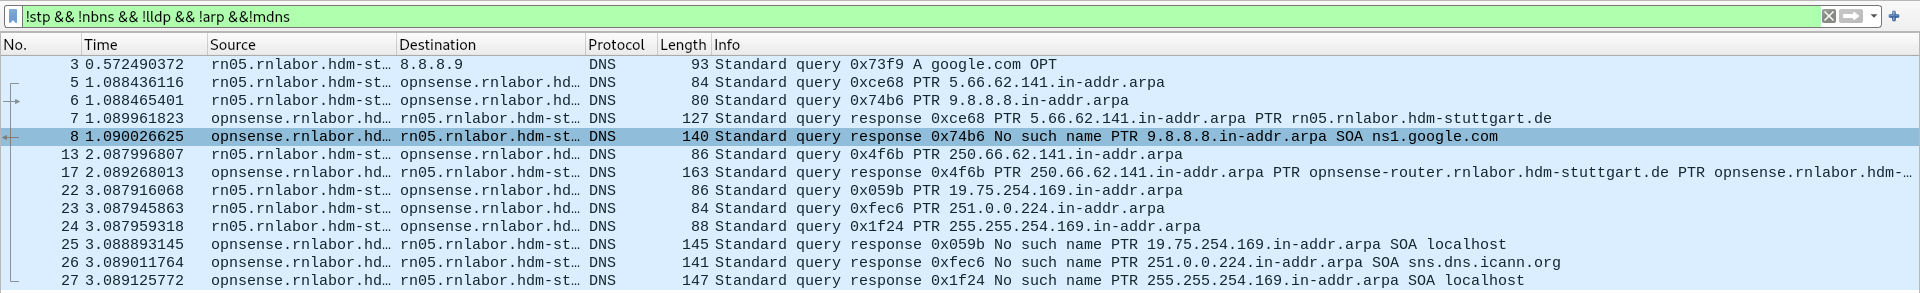 !stp && !nbns && !lldp && !arp &&!mdns
No. Time Source Destination Protocol Length Info
3 0.572490372 rn05.rnlabor.hdm-st… 8.8.8.9 DNS 93 Standard query 0x73f9 A google.com OPT
5 1.088436116 rn05.rnlabor.hdm-st… opnsense.rnlabor.hd… DNS 84 Standard query 0xce68 PTR 5.66.62.141.in-addr.arpa
6 1.088465401 rn05.rnlabor.hdm-st… opnsense.rnlabor.hd… DNS 80 Standard query 0x74b6 PTR 9.8.8.8.in-addr.arpa
7 1.089961823 opnsense.rnlabor.hd… rn05.rnlabor.hdm-st… DNS 127 Standard query response 0xce68 PTR 5.66.62.141.in-addr.arpa PTR rn05.rnlabor.hdm-stuttgart.de
8 1.090026625 opnsense.rnlabor.hd… rn05.rnlabor.hdm-st… DNS 140 Standard query response 0x74b6 No such name PTR 9.8.8.8.in-addr.arpa SOA ns1.google.com
13 2.087996807 rn05.rnlabor.hdm-st… opnsense.rnlabor.hd… DNS 86 Standard query 0x4f6b PTR 250.66.62.141.in-addr.arpa
17 2.089268013 opnsense.rnlabor.hd… rn05.rnlabor.hdm-st… DNS 163 Standard query response 0x4f6b PTR 250.66.62.141.in-addr.arpa PTR opnsense-router.rnlabor.hdm-stuttgart.de PTR opnsense.rnlabor.hdm-…
22 3.087916068 rn05.rnlabor.hdm-st… opnsense.rnlabor.hd… DNS 86 Standard query 0x059b PTR 19.75.254.169.in-addr.arpa
23 3.087945863 rn05.rnlabor.hdm-st… opnsense.rnlabor.hd… DNS 84 Standard query 0xfec6 PTR 251.0.0.224.in-addr.arpa
24 3.087959318 rn05.rnlabor.hdm-st… opnsense.rnlabor.hd… DNS 88 Standard query 0x1f24 PTR 255.255.254.169.in-addr.arpa
25 3.088893145 opnsense.rnlabor.hd… rn05.rnlabor.hdm-st… DNS 145 Standard query response 0x059b No such name PTR 19.75.254.169.in-addr.arpa SOA localhost
26 3.089011764 opnsense.rnlabor.hd… rn05.rnlabor.hdm-st… DNS 141 Standard query response 0xfec6 No such name PTR 251.0.0.224.in-addr.arpa SOA sns.dns.icann.org
27 3.089125772 opnsense.rnlabor.hd… rn05.rnlabor.hdm-st… DNS 147 Standard query response 0x1f24 No such name PTR 255.255.254.169.in-addr.arpa SOA localhost